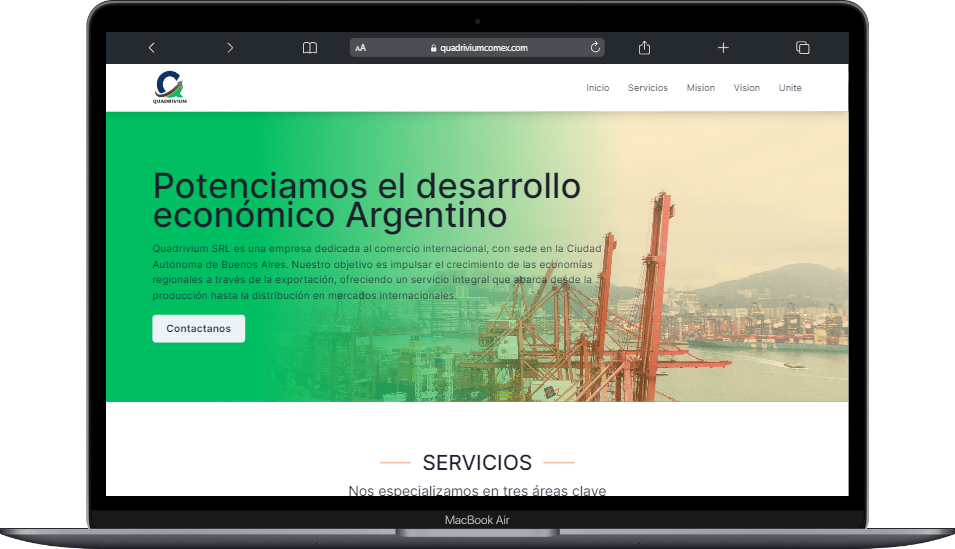 AA quadriviumcomex.com
QUADRIVIUM
Inicio Servicios Mision Vision Unite
Potenciamos el desarrollo
económico Argentino
Quadrivium SRL es una empresa dedicada al comercio internacional, con sede en la Ciudad
Autónoma de Buenos Aires. Nuestro objetivo es impulsar el crecimiento de las economías
regionales a través de la exportación, ofreciendo un servicio integral que abarca desde la
producción hasta la distribución en mercados internacionales.
Contactanos
SERVICIOS
Nos especializamos en tres áreas clave
MacBook Air